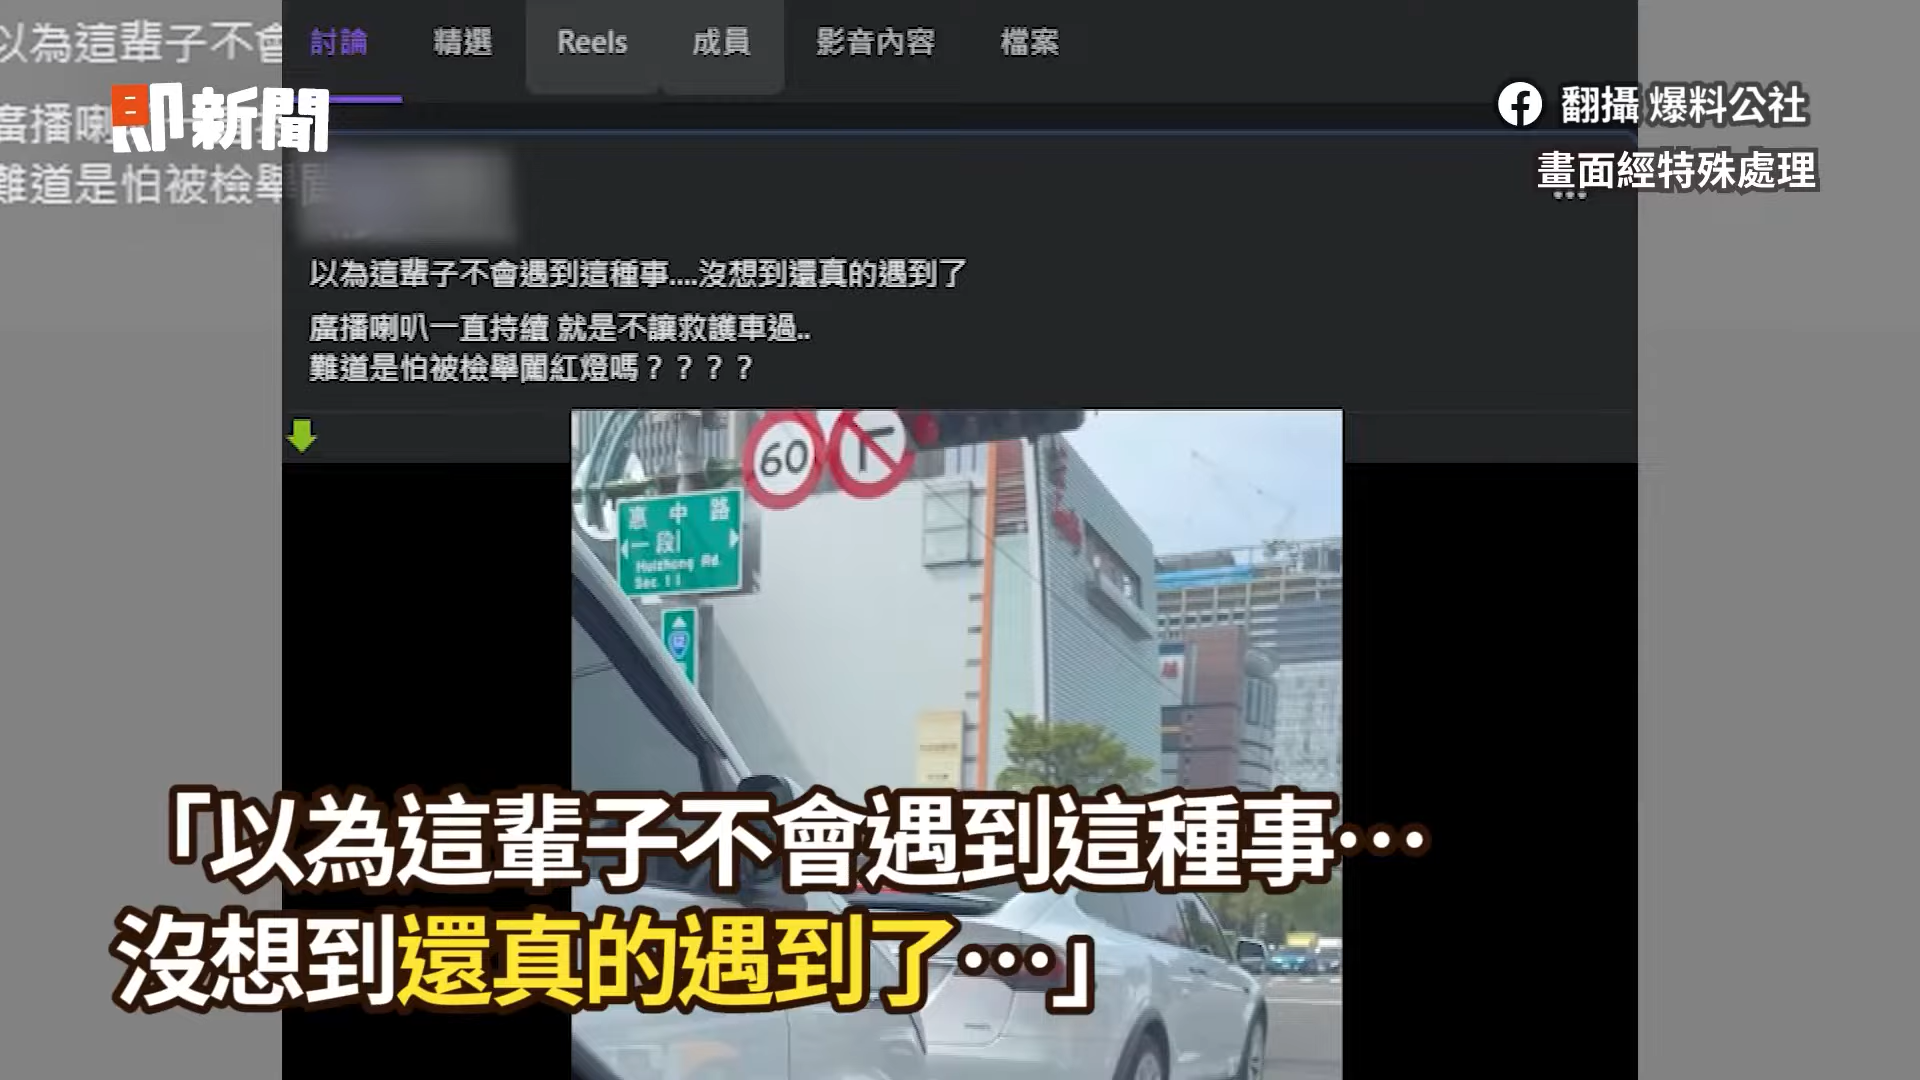 以為這輩子不會
廣播喇
難道是怕被檢舉闖
討論 精選 Reels 成員 影音內容 檔案
即新聞
翻攝 爆料公社
畫面經特殊處理
以為這輩子不會遇到這種事....沒想到還真的遇到了
廣播喇叭一直持續 就是不讓救護車過..
難道是怕被檢舉闖紅燈嗎？？？？
60
惠中路
一段
Huizhong Rd.
Sec. 1
「以為這輩子不會遇到這種事…
沒想到還真的遇到了…」